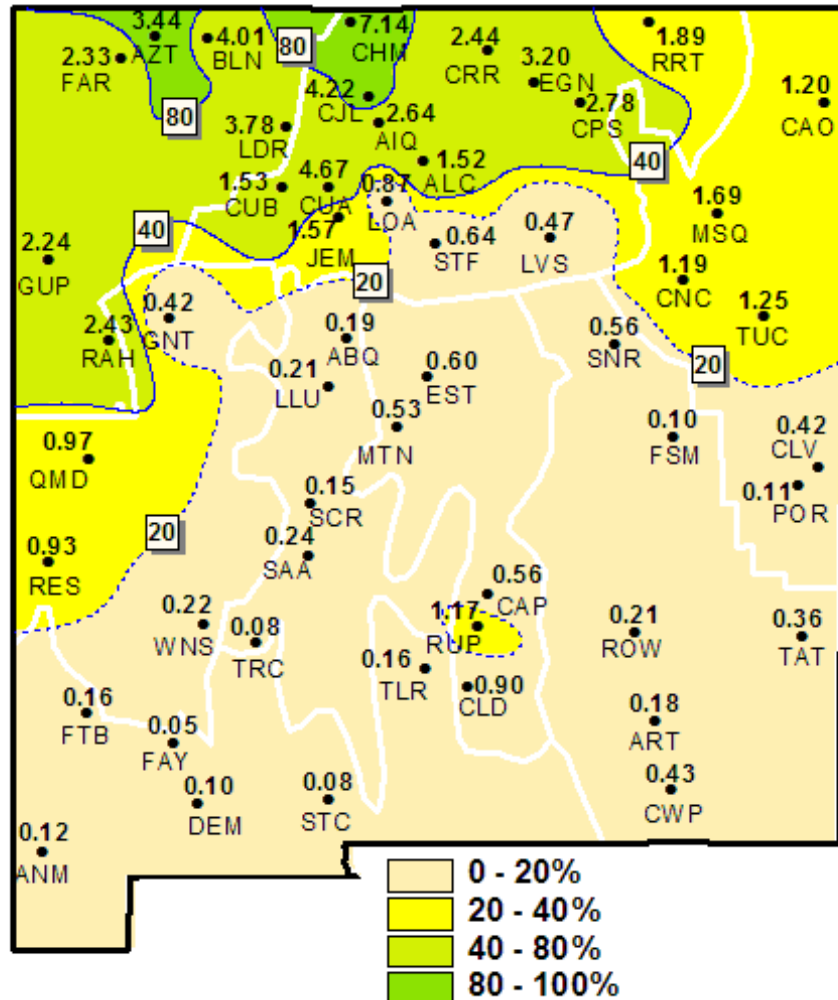 3.44
AZT
4.01
BLN
80
7.14
CHM
2.44
CRR
1.89
RRT
2.33
FAR
3.20
EGN
4.22
CJL
2.78
CPS
1.20
CAO
80
3.78
LDR
2.64
AIQ
1.52
ALC
40
1.53
CUB
4.67
CUA
0.87
LOA
1.69
MSQ
40
1.57
JEM
0.64
STF
0.47
LVS
2.24
GUP
20
1.19
CNC
0.42
GNT
1.25
TUC
2.43
RAH
0.19
ABQ
0.56
SNR
20
0.21
LLU
0.60
EST
0.53
MTN
0.10
FSM
0.42
CLV
0.97
QMD
0.11
POR
0.15
SCR
20
0.24
SAA
0.93
RES
0.56
CAP
0.22
WNS
0.08
TRC
1.17
RUP
0.21
ROW
0.36
TAT
0.16
TLR
0.90
CLD
0.16
FTB
0.05
FAY
0.18
ART
0.10
DEM
0.08
STC
0.43
CWP
0.12
ANM
0 - 20%
20 - 40%
40 - 80%
80 - 100%